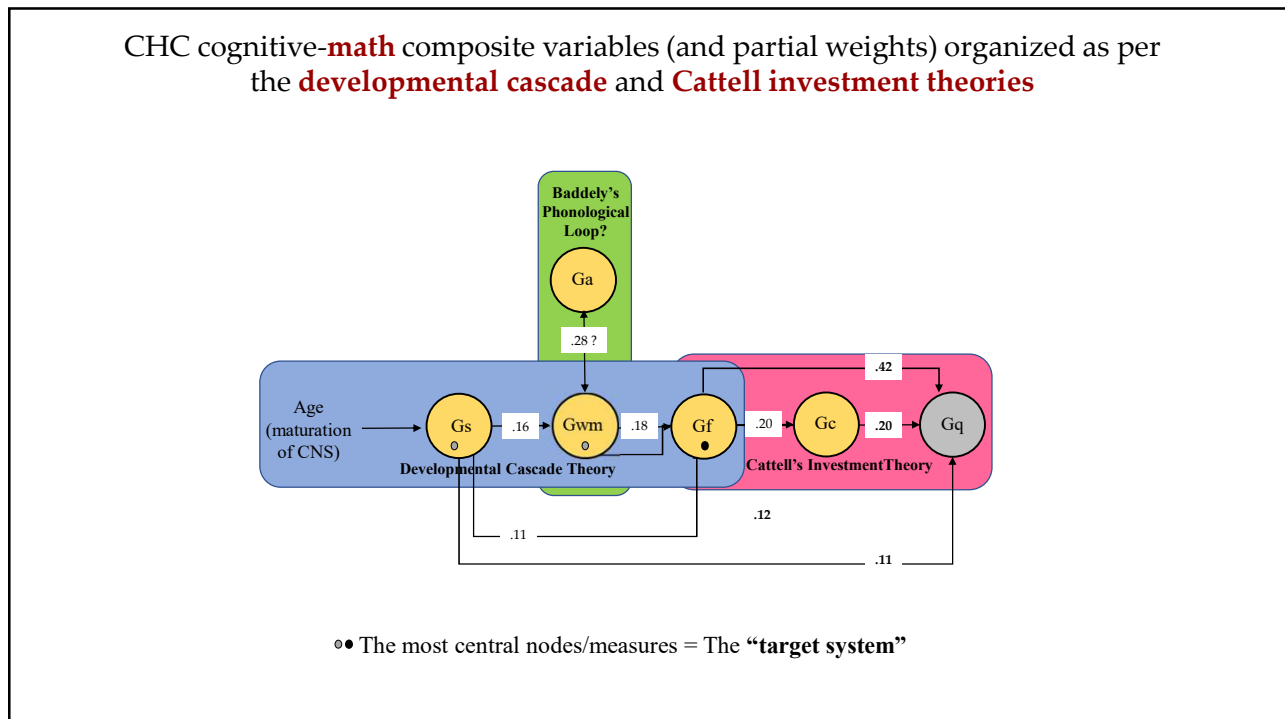 CHC cognitive-math composite variables (and partial weights) organized as per
the developmental cascade and Cattell investment theories
Baddely's
Phonological
Loop?
Ga
.28 ?
.42
Age
(maturation
of CNS)
Gs
.16
Gwm
.18
Gf
.20
Gc
.20
Gq
Developmental Cascade Theory
Cattell's InvestmentTheory
.12
.11
.11
The most central nodes/measures = The "target system"